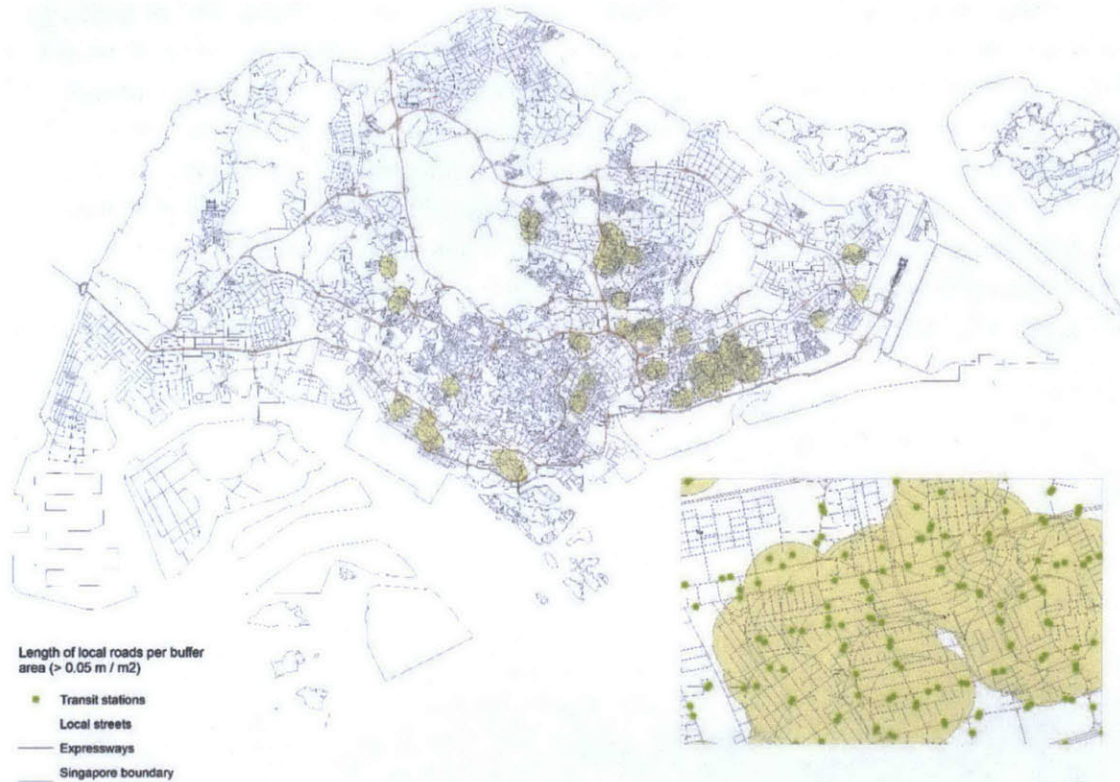 Length of local roads per buffer
area (> 0.05 m / m2)
Transit stations
Local streets
Expressways
Singapore boundary